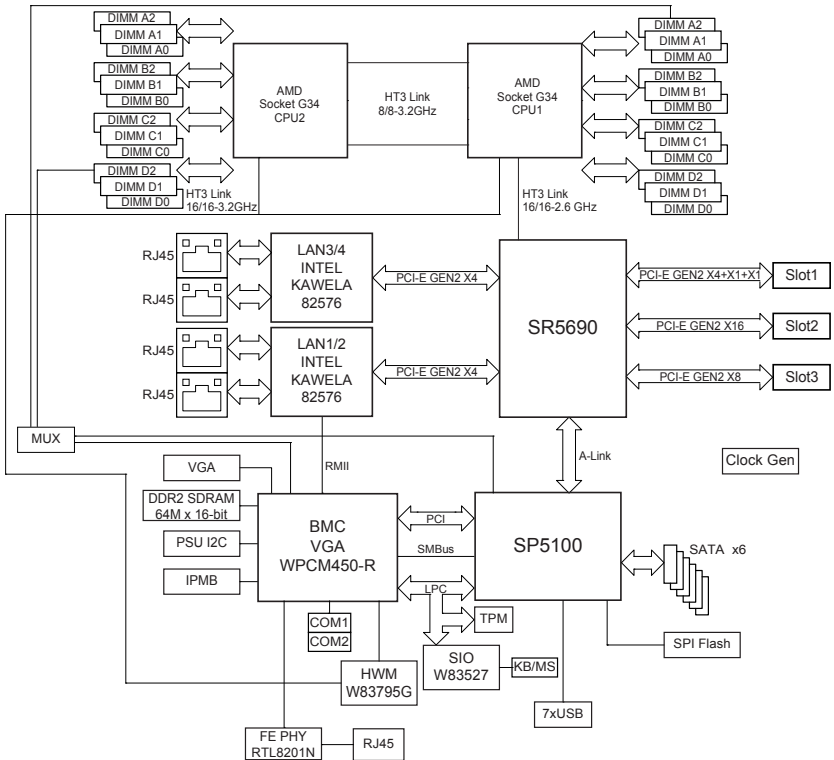 DIMM A2
DIMM A1
DIMM A0
DIMM B2
DIMM B1
DIMM B0
DIMM C2
DIMM C1
DIMM C0
DIMM D2
DIMM D1
DIMM D0
AMD
Socket G34
CPU2
HT3 Link
8/8-3.2GHz
AMD
Socket G34
CPU1
DIMM A2
DIMM A1
DIMM A0
DIMM B2
DIMM B1
DIMM B0
DIMM C2
DIMM C1
DIMM C0
DIMM D2
DIMM D1
DIMM D0
HT3 Link
16/16-3.2GHz
HT3 Link
16/16-2.6 GHz
RJ45
RJ45
LAN3/4
INTEL
KAWELA
82576
PCI-E GEN2 X4
RJ45
RJ45
LAN1/2
INTEL
KAWELA
82576
PCI-E GEN2 X4
SR5690
PCI-E GEN2 X4+X1+X1
Slot1
PCI-E GEN2 X16
Slot2
PCI-E GEN2 X8
Slot3
MUX
RMII
A-Link
Clock Gen
VGA
DDR2 SDRAM
64M x 16-bit
PSU I2C
IPMB
BMC
VGA
WPCM450-R
PCI
SMBus
LPC
SP5100
SATA x6
COM1
COM2
TPM
SIO
W83527
KB/MS
SPI Flash
HWM
W83795G
7xUSB
FE PHY
RTL8201N
RJ45